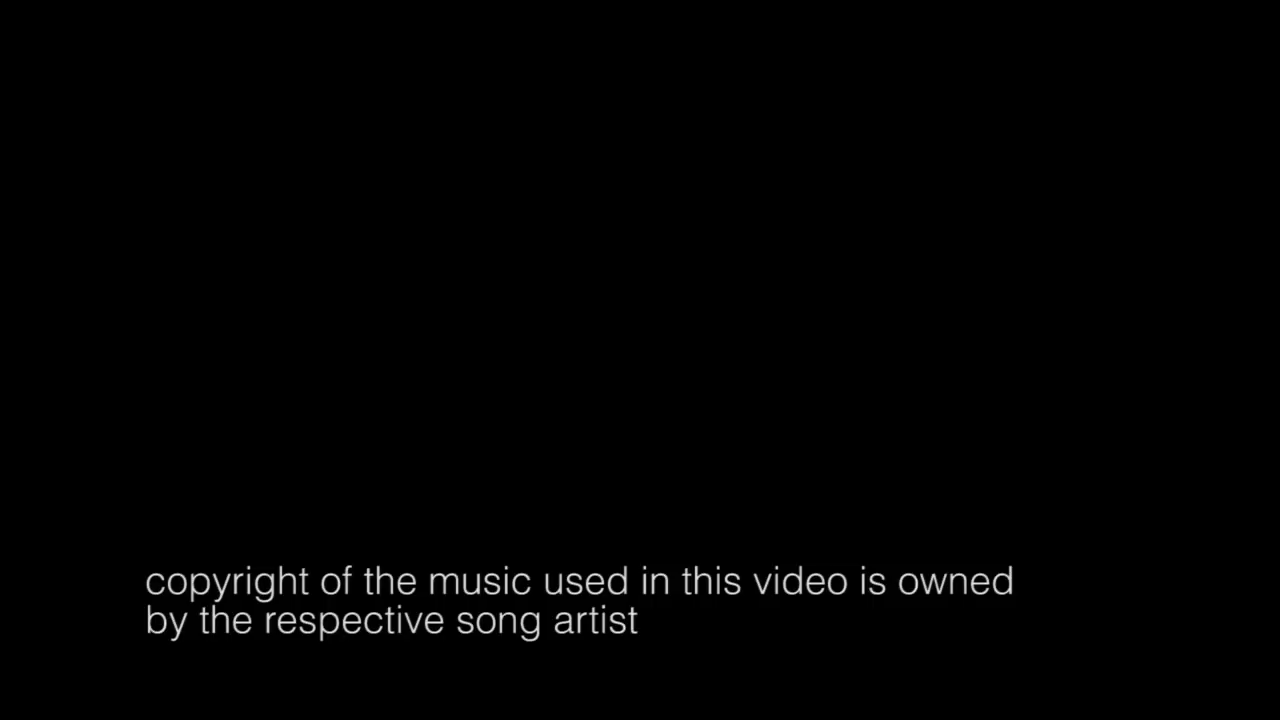 copyright of the music used in this video is owned
by the respective song artist